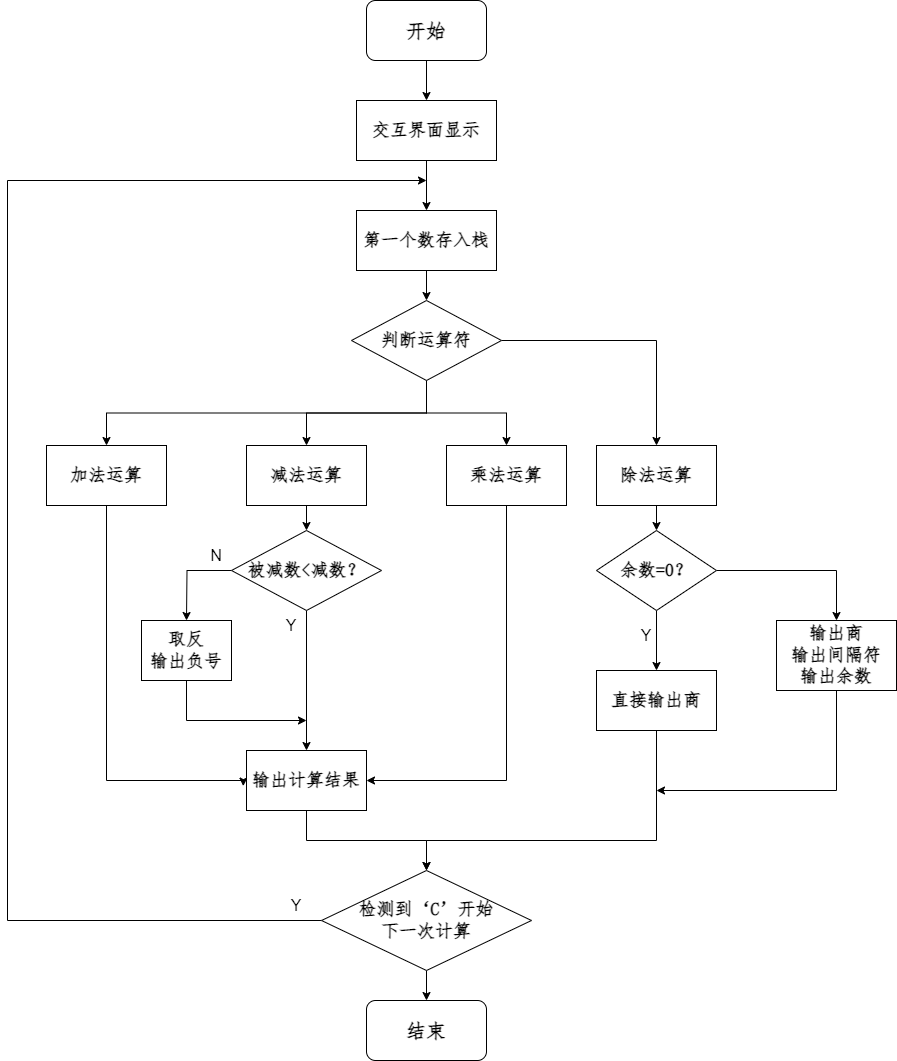 开始
交互界面显示
第一个数存入栈
判断运算符
加法运算
减法运算
乘法运算
除法运算
N
被减数<减数?
余数=0?
Y
Y
取反
输出负号
输出商
输出间隔符
输出余数
直接输出商
输出计算结果
Y
检测到‘C’开始
下一次计算
结束